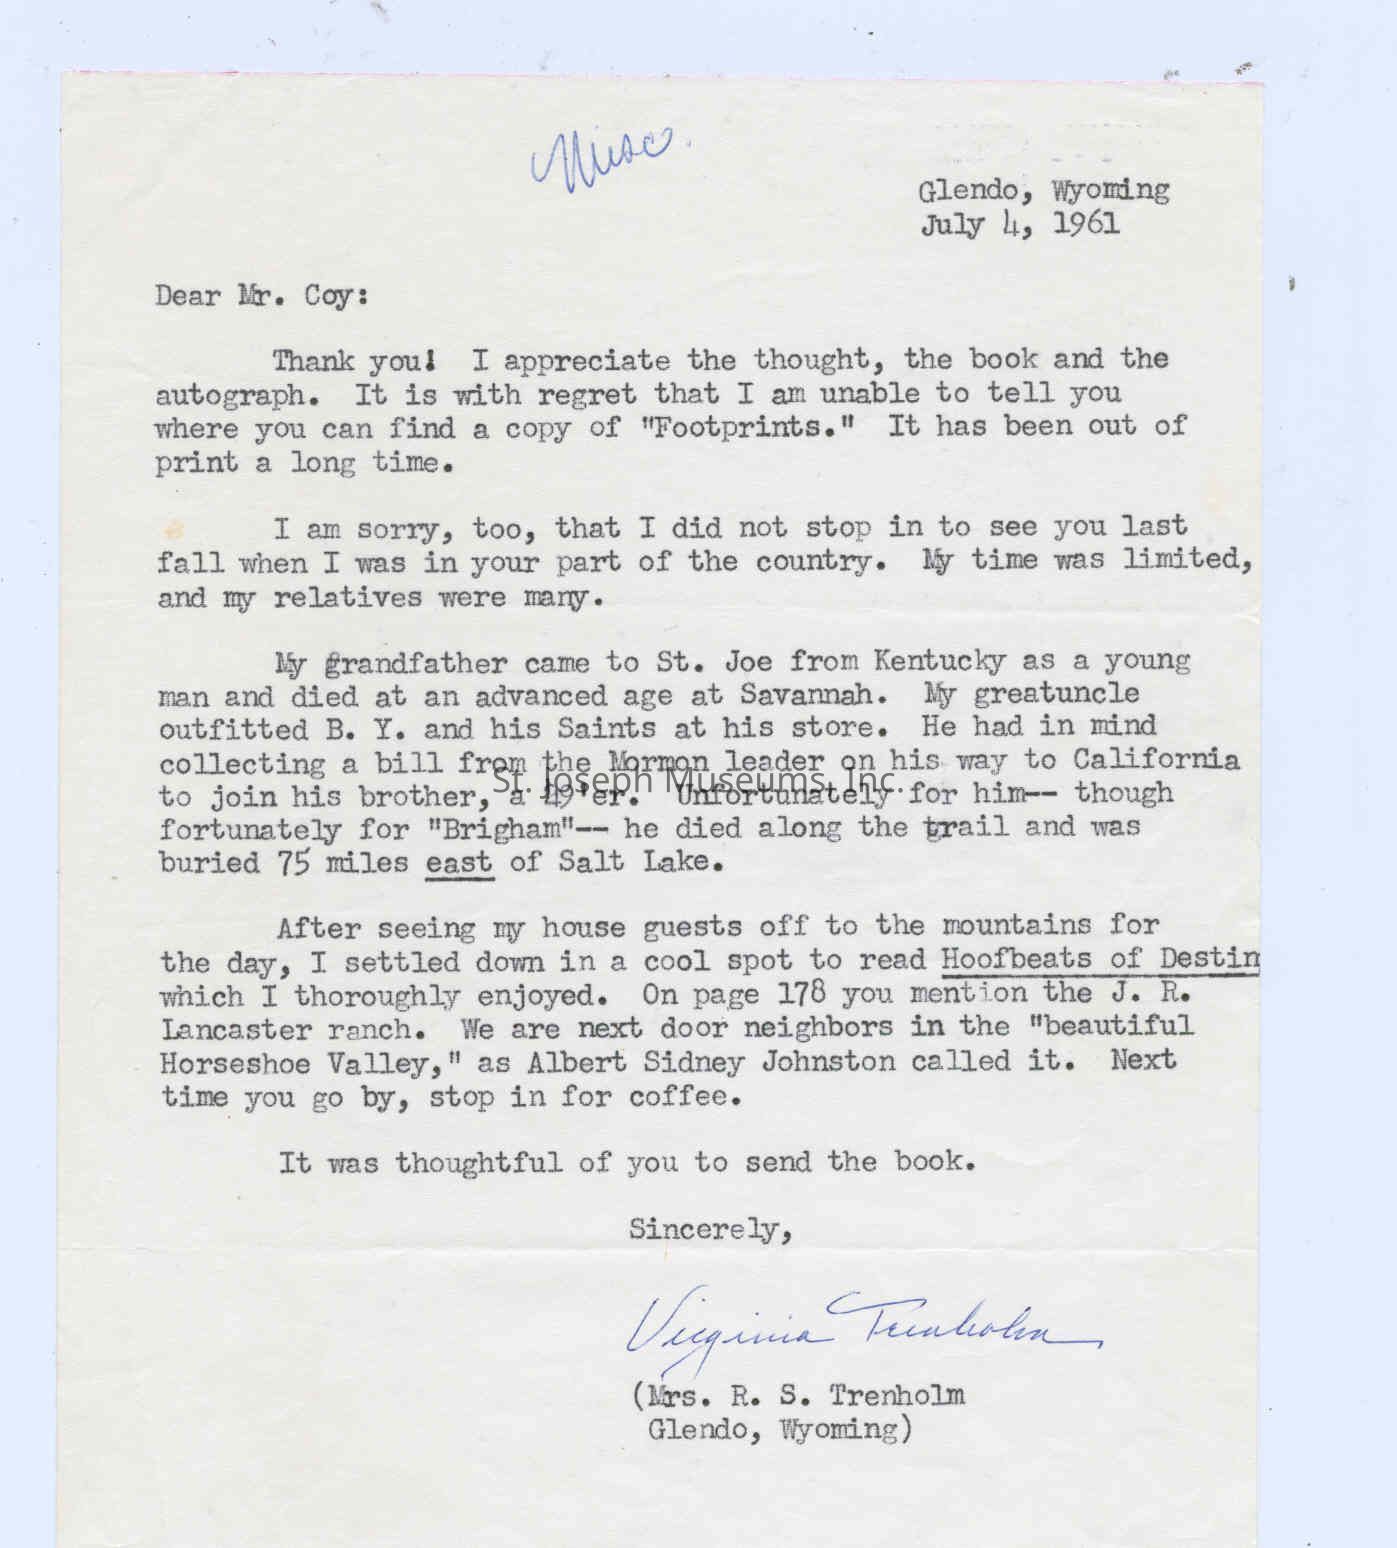 Misc.
Glendo, Wyoming
July 4, 1961
Dear Mr. Coy:
Thank you! I appreciate the thought, the book and the
autograph. It is with regret that I am unable to tell you
where you can find a copy of "Footprints." It has been out of
print a long time.
I am sorry, too, that I did not stop in to see you last
fall when I was in your part of the country. My time was limited,
and my relatives were many.
My grandfather came to St. Joe from Kentucky as a young
man and died at an advanced age at Savannah. My greatuncle
outfitted B. Y. and his Saints at his store. He had in mind
collecting a bill from the Mormon leader on his way to California
St. Joseph Museums, Inc.
to join his brother, a 49'er. Unfortunately for him-- though
fortunately for "Brigham"-- he died along the trail and was
buried 75 miles east of Salt Lake.
After seeing my house guests off to the mountains for
the day, I settled down in a cool spot to read Hoofbeats of Destin
which I thoroughly enjoyed. On page 178 you mention the J. R.
Lancaster ranch. We are next door neighbors in the "beautiful
Horseshoe Valley," as Albert Sidney Johnston called it. Next
time you go by, stop in for coffee.
It was thoughtful of you to send the book.
Sincerely,
Virginia Trenholm
(Mrs. R. S. Trenholm
Glendo, Wyoming)